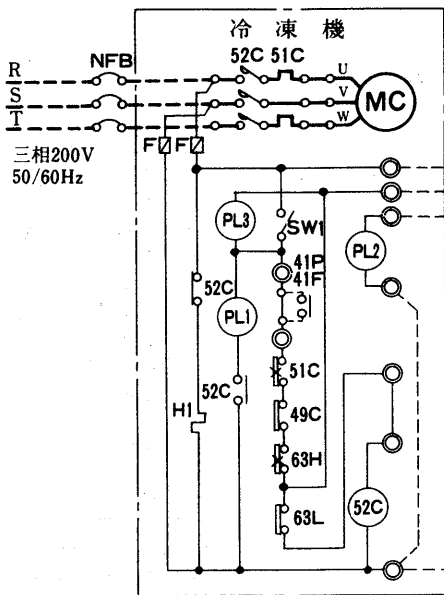 冷凍機
NFB
52C 51C
R
S
T
U
V
W
MC
三相200V
50/60Hz
F
F
PL3
SW1
41P
41F
PL2
52C
PL1
51C
52C
49C
H1
63H
52C
63L